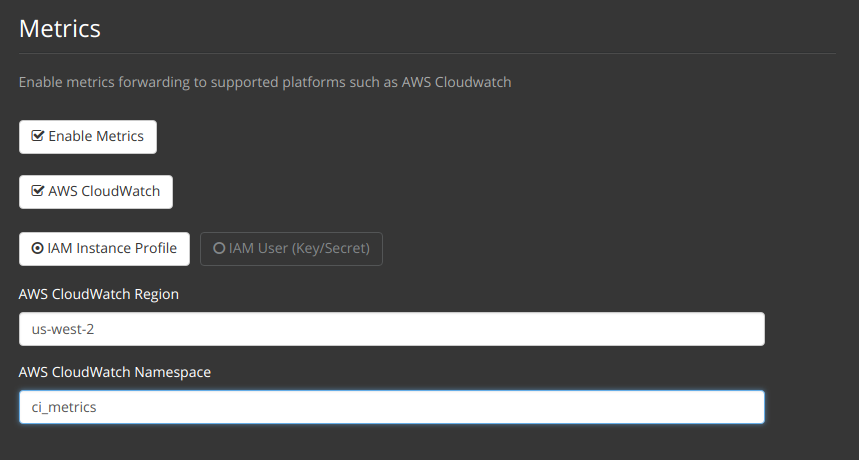 Metrics
Enable metrics forwarding to supported platforms such as AWS Cloudwatch
Enable Metrics
AWS CloudWatch
IAM Instance Profile IAM User (Key/Secret)
AWS CloudWatch Region
us-west-2
AWS CloudWatch Namespace
ci_metrics